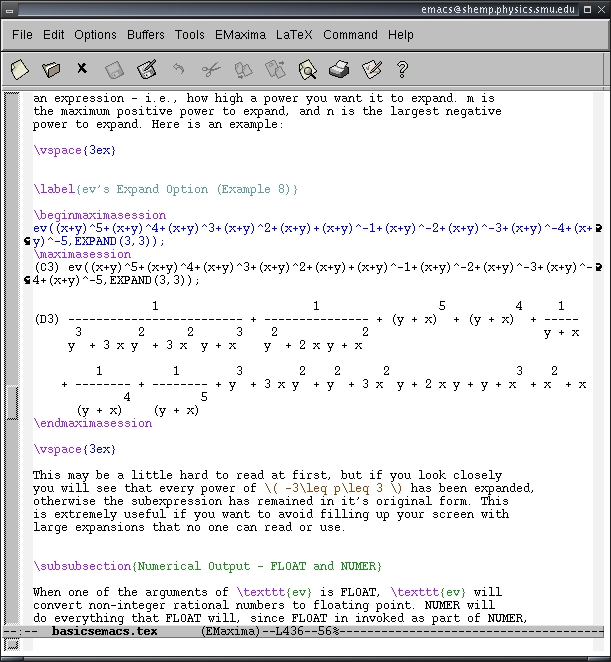 emacs@shemp.physics.smu.edu
File Edit Options Buffers Tools EMaxima LaTeX Command Help
an expression - i.e., how high a power you want it to expand. m is
the maximum positive power to expand, and n is the largest negative
power to expand. Here is an example:
\vspace{3ex}
\label{ev's Expand Option (Example 8)}
\beginmaximasession
ev((x+y)^5+(x+y)^4+(x+y)^3+(x+y)^2+(x+y)+(x+y)^-1+(x+y)^-2+(x+y)^-3+(x+y)^-4+(x+
y)^-5,EXPAND(3,3));
\maximasession
(C3) ev((x+y)^5+(x+y)^4+(x+y)^3+(x+y)^2+(x+y)+(x+y)^-1+(x+y)^-2+(x+y)^-3+(x+y)^-
4+(x+y)^-5,EXPAND(3,3));
                  1                        1                  5          4     1
(D3) --------------------------- + --------------- + (y + x)  + (y + x)  + -----
      3        2      2      3      2            2                         y + x
     y  + 3 x y  + 3 x  y + x      y  + 2 x y + x
         1          1       3        2    2      2                    3    2
    + -------- + -------- + y  + 3 x y  + y  + 3 x  y + 2 x y + y + x  + x  + x
             4          5
      (y + x)    (y + x)
\endmaximasession
\vspace{3ex}
This may be a little hard to read at first, but if you look closely
you will see that every power of \( -3\leq p\leq 3 \) has been expanded,
otherwise the subexpression has remained in it's original form. This
is extremely useful if you want to avoid filling up your screen with
large expansions that no one can read or use.
\subsubsection{Numerical Output - FLOAT and NUMER}
When one of the arguments of \texttt{ev} is FLOAT, \texttt{ev} will
convert non-integer rational numbers to floating point. NUMER will
do everything that FLOAT will, since FLOAT in invoked as part of NUMER,
--:-- basicsemacs.tex (EMaxima)--L436--56%--------------------------------